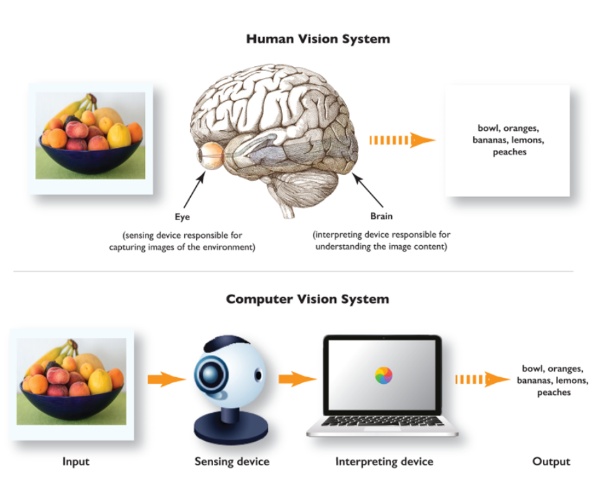 Human Vision System
bowl, oranges,
bananas, lemons,
peaches
Eye
(sensing device responsible for
capturing images of the environment)
Brain
(interpreting device responsible for
understanding the image content)
Computer Vision System
bowl, oranges,
bananas, lemons,
peaches
Input
Sensing device
Interpreting device
Output